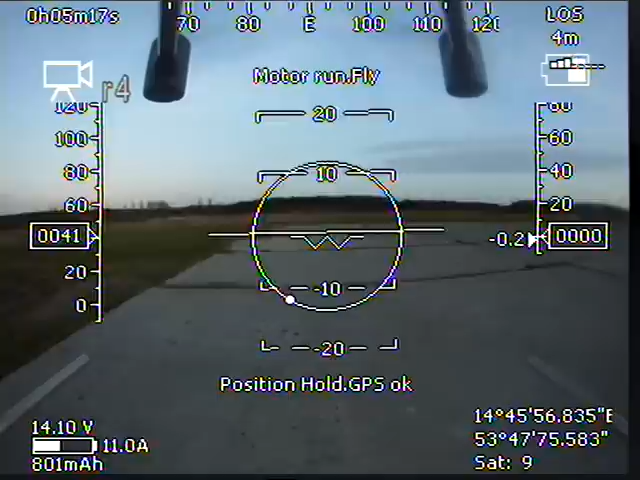 0h05m17s
70 80 E 100 110 120
LOS
4m
r4
Motor run.Fly
120
100
80
60
0041
20
0
20
10
-10
-20
80
60
40
20
-0.2
0000
Position Hold.GPS ok
14.10 V
11.0A
801mAh
14°45'56.835"E
53°47'75.583"
Sat: 9